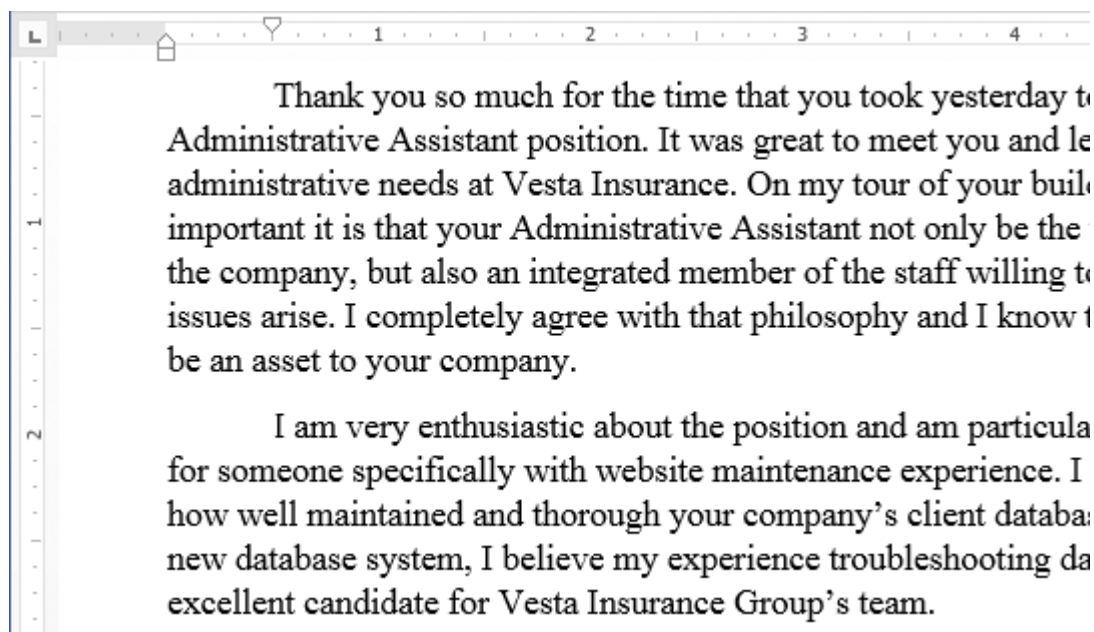 L 1 2 3 4
Thank you so much for the time that you took yesterday
Administrative Assistant position. It was great to meet you and
administrative needs at Vesta Insurance. On my tour of your
important it is that your Administrative Assistant not only be the
the company, but also an integrated member of the staff willing
issues arise. I completely agree with that philosophy and I know
be an asset to your company.
1
I am very enthusiastic about the position and am
for someone specifically with website maintenance experience. I
how well maintained and thorough your company’s client
new database system, I believe my experience troubleshooting
excellent candidate for Vesta Insurance Group’s team.
2